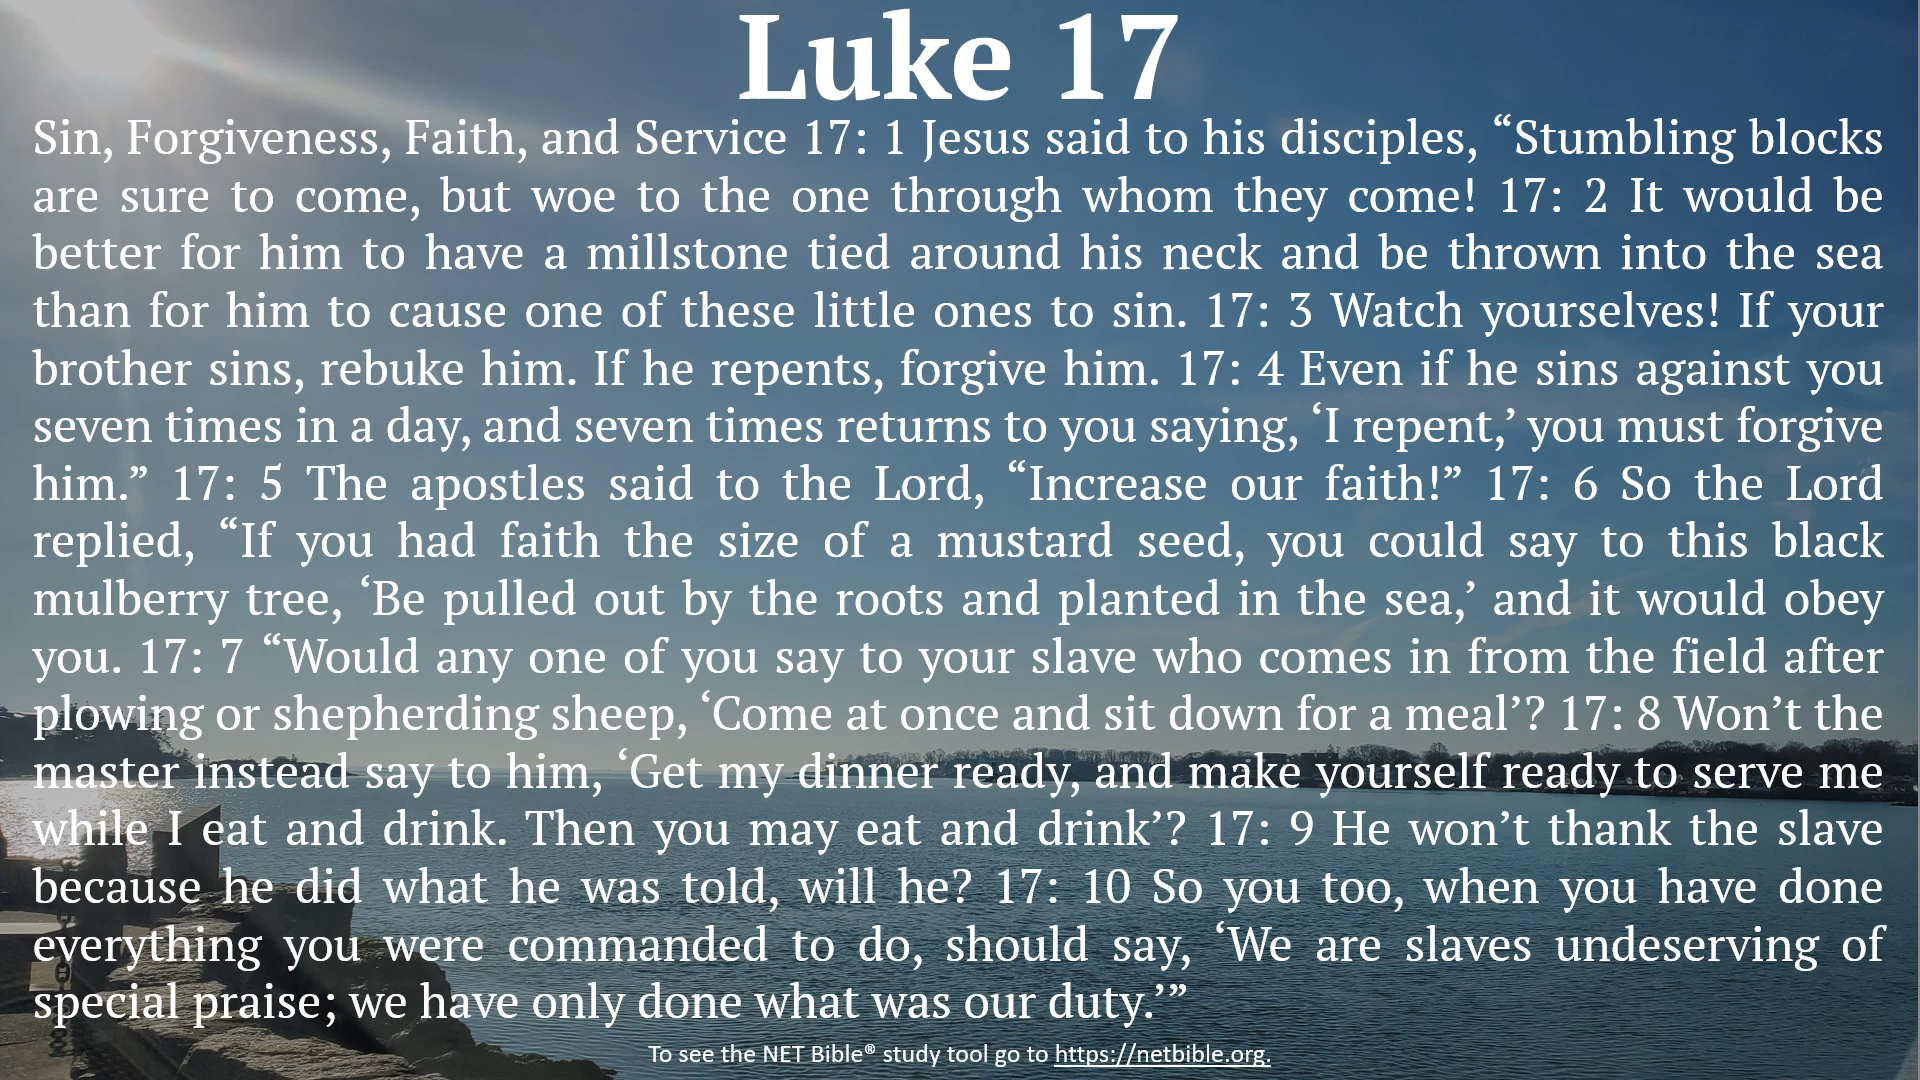 Luke 17
Sin, Forgiveness, Faith, and Service 17: 1 Jesus said to his disciples, “Stumbling blocks
are sure to come, but woe to the one through whom they come! 17: 2 It would be
better for him to have a millstone tied around his neck and be thrown into the sea
than for him to cause one of these little ones to sin. 17: 3 Watch yourselves! If your
brother sins, rebuke him. If he repents, forgive him. 17: 4 Even if he sins against you
seven times in a day, and seven times returns to you saying, ‘I repent,’ you must forgive
him.” 17: 5 The apostles said to the Lord, “Increase our faith!” 17: 6 So the Lord
replied, “If you had faith the size of a mustard seed, you could say to this black
mulberry tree, ‘Be pulled out by the roots and planted in the sea,’ and it would obey
you. 17: 7 “Would any one of you say to your slave who comes in from the field after
plowing or shepherding sheep, ‘Come at once and sit down for a meal’? 17: 8 Won’t the
master instead say to him, ‘Get my dinner ready, and make yourself ready to serve me
while I eat and drink. Then you may eat and drink’? 17: 9 He won’t thank the slave
because he did what he was told, will he? 17: 10 So you too, when you have done
everything you were commanded to do, should say, ‘We are slaves undeserving of
special praise; we have only done what was our duty.’”
To see the NET Bible® study tool go to https://netbible.org.